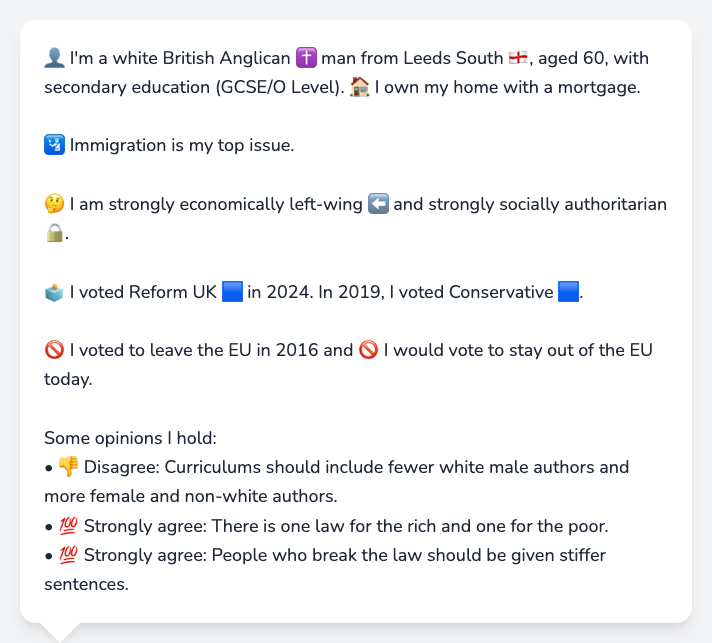 👤 I'm a white British Anglican ✝️ man from Leeds South 🏴󠁧󠁢󠁥󠁮󠁧󠁿, aged 60, with
secondary education (GCSE/O Level). 🏠 I own my home with a mortgage.
🛂 Immigration is my top issue.
🤔 I am strongly economically left-wing ⬅️ and strongly socially authoritarian
🔒.
🗳️ I voted Reform UK 🟦 in 2024. In 2019, I voted Conservative 🟦.
🚫 I voted to leave the EU in 2016 and 🚫 I would vote to stay out of the EU
today.
Some opinions I hold:
• 👎 Disagree: Curriculums should include fewer white male authors and
more female and non-white authors.
• 💯 Strongly agree: There is one law for the rich and one for the poor.
• 💯 Strongly agree: People who break the law should be given stiffer
sentences.